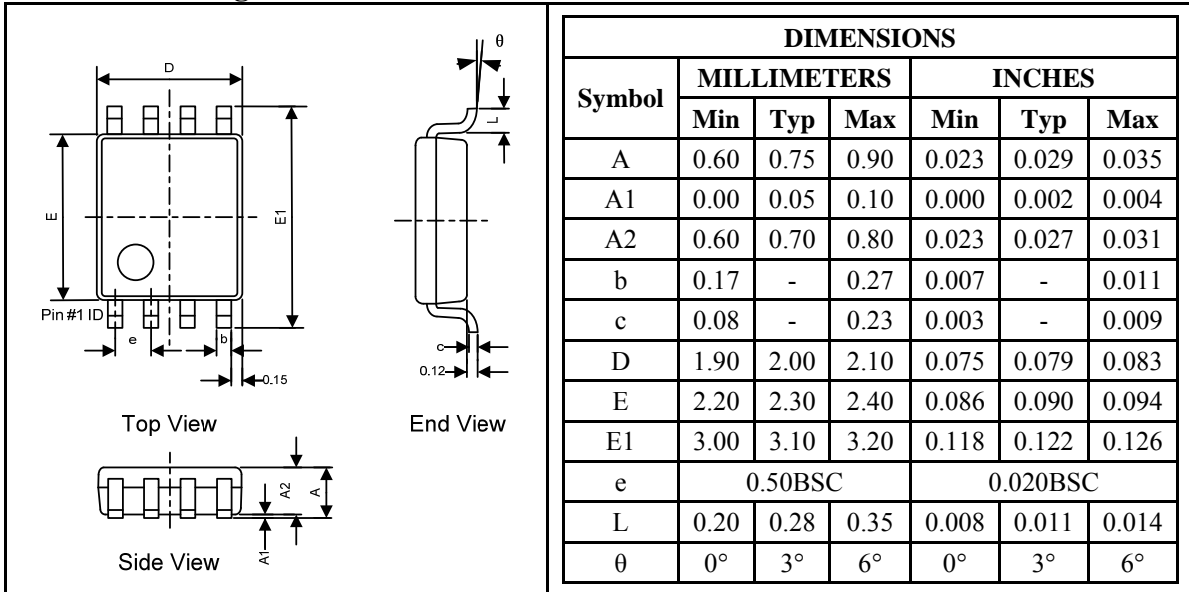 θ
D
L
E
E1
Pin #1 ID
e
b
0.15
c
0.12
Top View
End View
A2
A
A1
Side View
DIMENSIONS
Symbol MILLIMETERS INCHES
Min Typ Max Min Typ Max
A 0.60 0.75 0.90 0.023 0.029 0.035
A1 0.00 0.05 0.10 0.000 0.002 0.004
A2 0.60 0.70 0.80 0.023 0.027 0.031
b 0.17 - 0.27 0.007 - 0.011
c 0.08 - 0.23 0.003 - 0.009
D 1.90 2.00 2.10 0.075 0.079 0.083
E 2.20 2.30 2.40 0.086 0.090 0.094
E1 3.00 3.10 3.20 0.118 0.122 0.126
e 0.50BSC 0.020BSC
L 0.20 0.28 0.35 0.008 0.011 0.014
θ 0° 3° 6° 0° 3° 6°